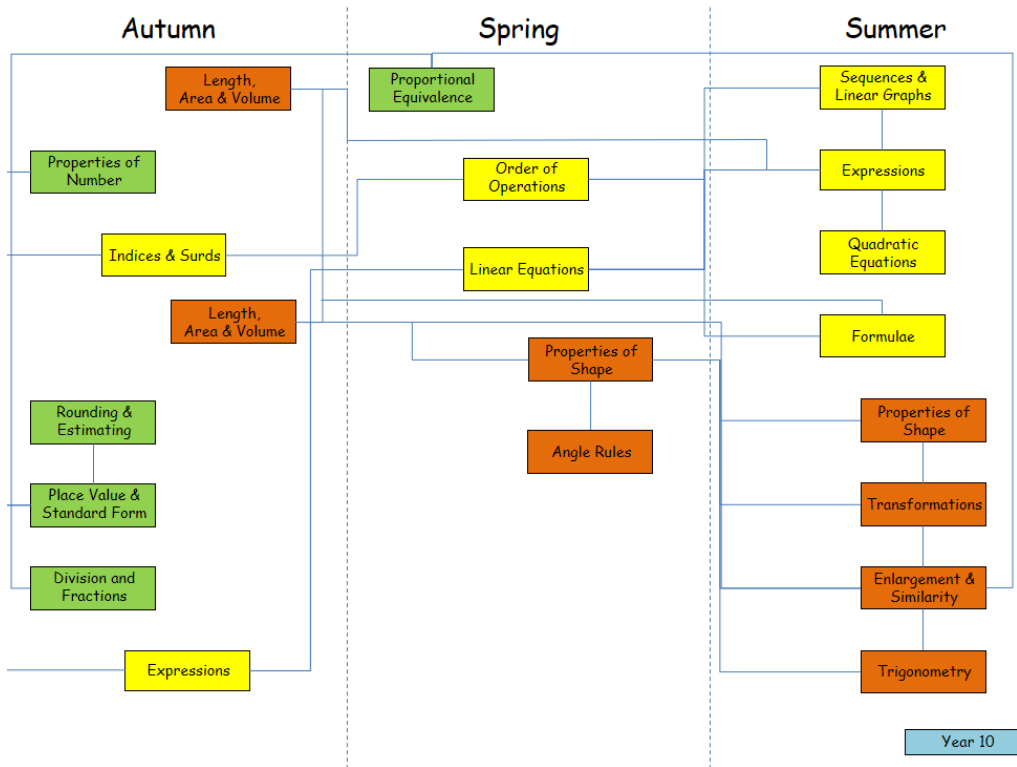 Autumn
Spring
Summer
Length,
Area & Volume
Properties of
Number
Indices & Surds
Length,
Area & Volume
Rounding &
Estimating
Place Value &
Standard Form
Division and
Fractions
Expressions
Proportional
Equivalence
Order of
Operations
Linear Equations
Properties of
Shape
Angle Rules
Sequences &
Linear Graphs
Expressions
Quadratic
Equations
Formulae
Properties of
Shape
Transformations
Enlargement &
Similarity
Trigonometry
Year 10